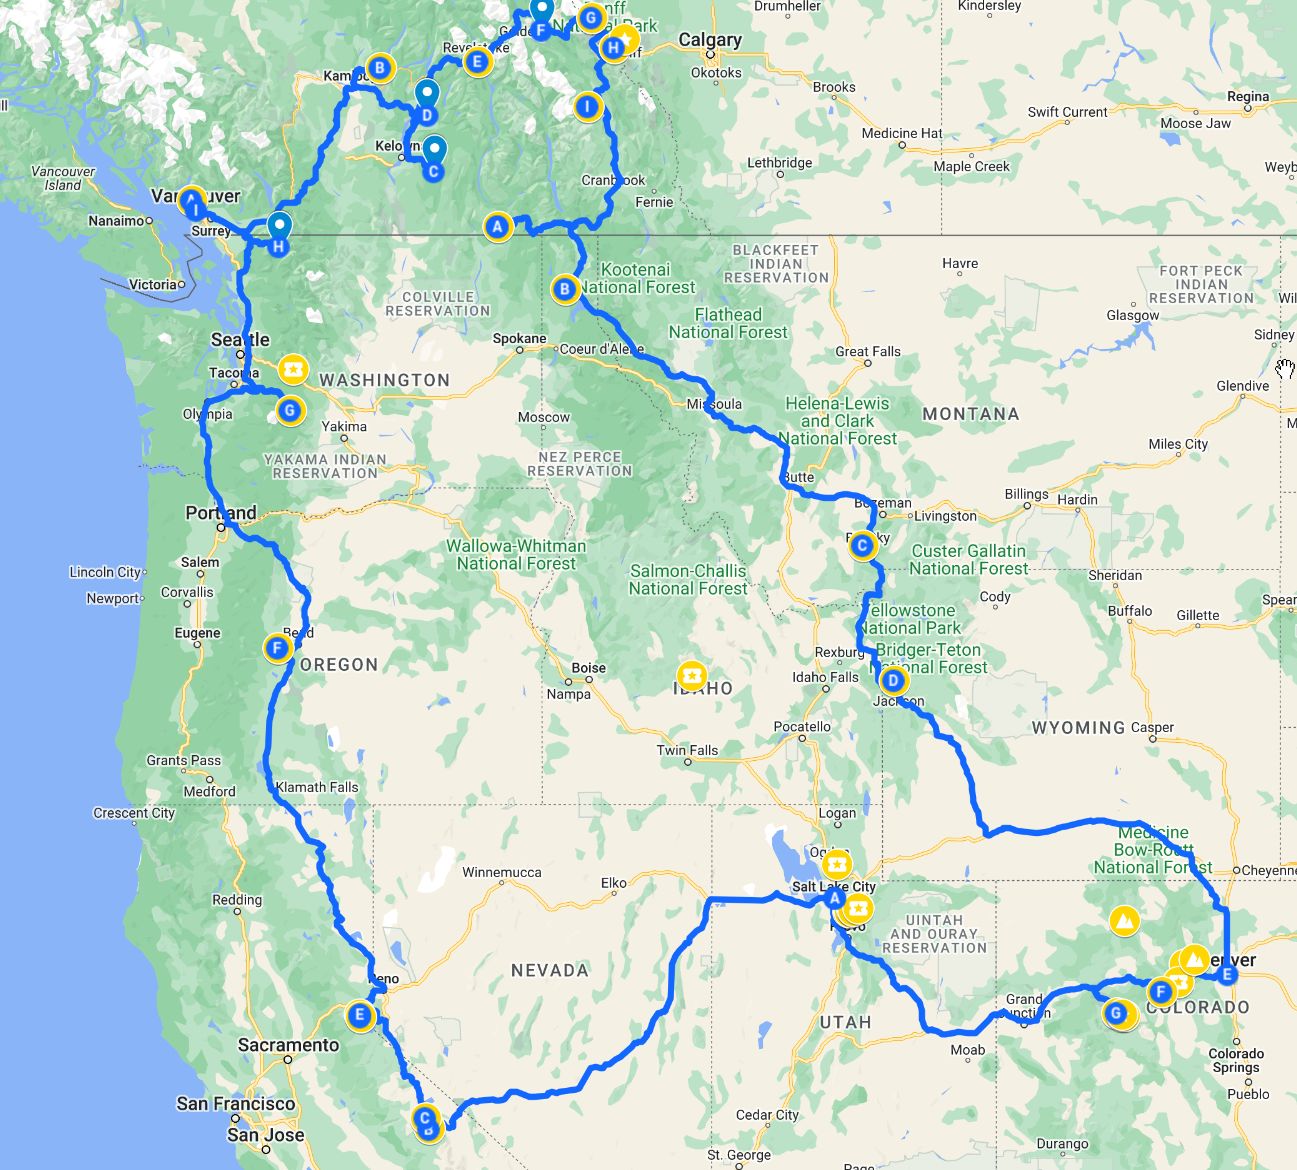 Drumheller
Kindersley
Banff
National Park
G
F
Golden
H
Calgary
Revelstoke
E
B
Okotoks
I
Brooks
Regina
Swift Current
Moose Jaw
D
Medicine Hat
Kelowna
Maple Creek
Lethbridge
C
Vancouver
Island
Cranbrook
Fernie
Vancouver
A
I
Nanaimo
Surrey
A
H
BLACKFEET
INDIAN
RESERVATION
Havre
FORT PECK
INDIAN
RESERVATION
Kootenai
National Forest
Victoria
B
COLVILLE
RESERVATION
Glasgow
Flathead
National Forest
Sidney
Seattle
Spokane
Coeur d'Alene
Great Falls
Tacoma
WASHINGTON
Glendive
Missoula
Helena-Lewis
and Clark
National Forest
MONTANA
Olympia
G
Moscow
Yakima
Miles City
YAKAMA INDIAN
RESERVATION
NEZ PERCE
RESERVATION
Butte
Billings
Hardin
Bozeman
Livingston
Portland
C
Wallowa-Whitman
National Forest
Custer Gallatin
National Forest
Salem
Lincoln City
Salmon-Challis
National Forest
Sheridan
Corvallis
Newport
Cody
Yellowstone
National Park
Buffalo
Gillette
Eugene
Bend
F
Bridger-Teton
National Forest
Rexburg
OREGON
Boise
Idaho Falls
D
Nampa
IDAHO
Jackson
Pocatello
WYOMING
Casper
Twin Falls
Grants Pass
Medford
Klamath Falls
Crescent City
Logan
Medicine
Bow-Routt
National Forest
Ogden
Winnemucca
Elko
Salt Lake City
Cheyenne
A
Redding
Provo
UINTAH
AND OURAY
RESERVATION
NEVADA
Denver
Reno
E
F
Grand
Junction
COLORADO
G
E
UTAH
Sacramento
Moab
Colorado
Springs
Pueblo
San Francisco
C
B
Cedar City
San Jose
Durango
St. George